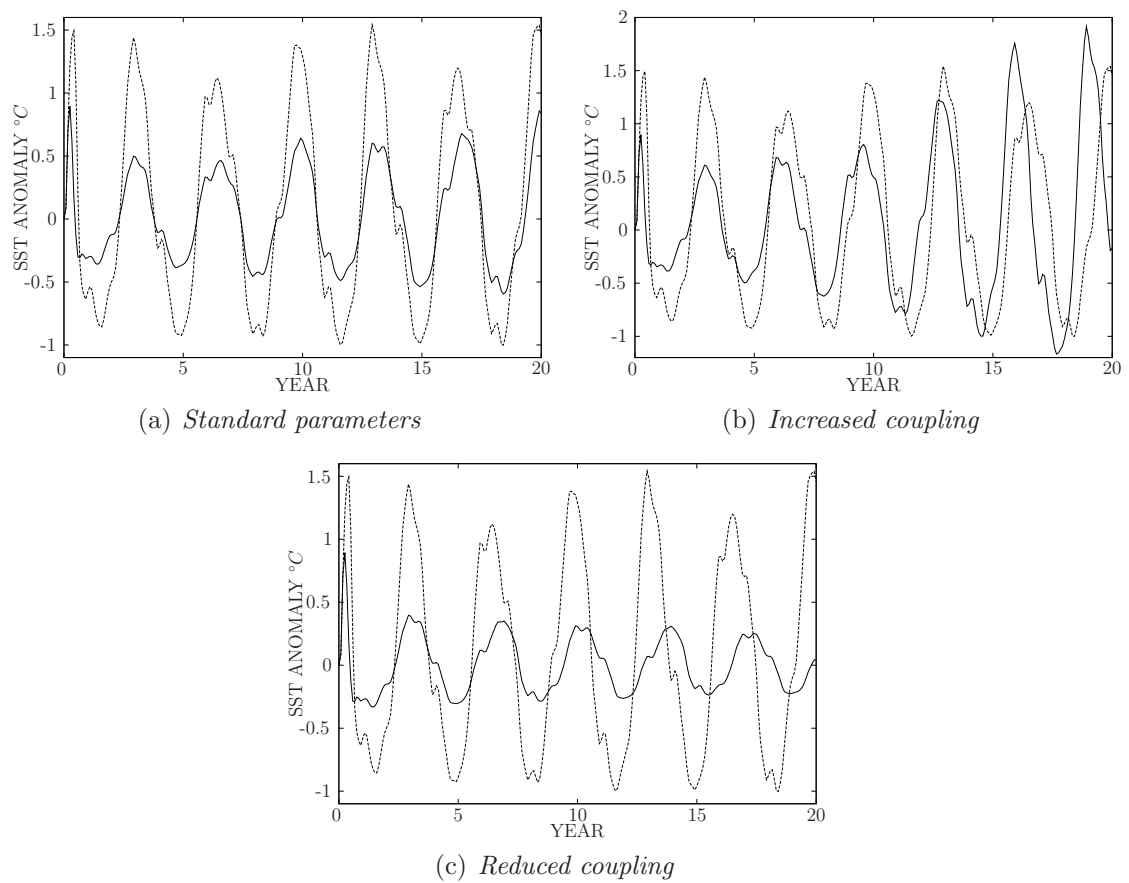 1.5
1
0.5
0
-0.5
-1
SST ANOMALY °C
0 5 10 15 20
YEAR
(a) Standard parameters
2
1.5
1
0.5
0
-0.5
-1
SST ANOMALY °C
0 5 10 15 20
YEAR
(b) Increased coupling
1.5
1
0.5
0
-0.5
-1
SST ANOMALY °C
0 5 10 15 20
YEAR
(c) Reduced coupling